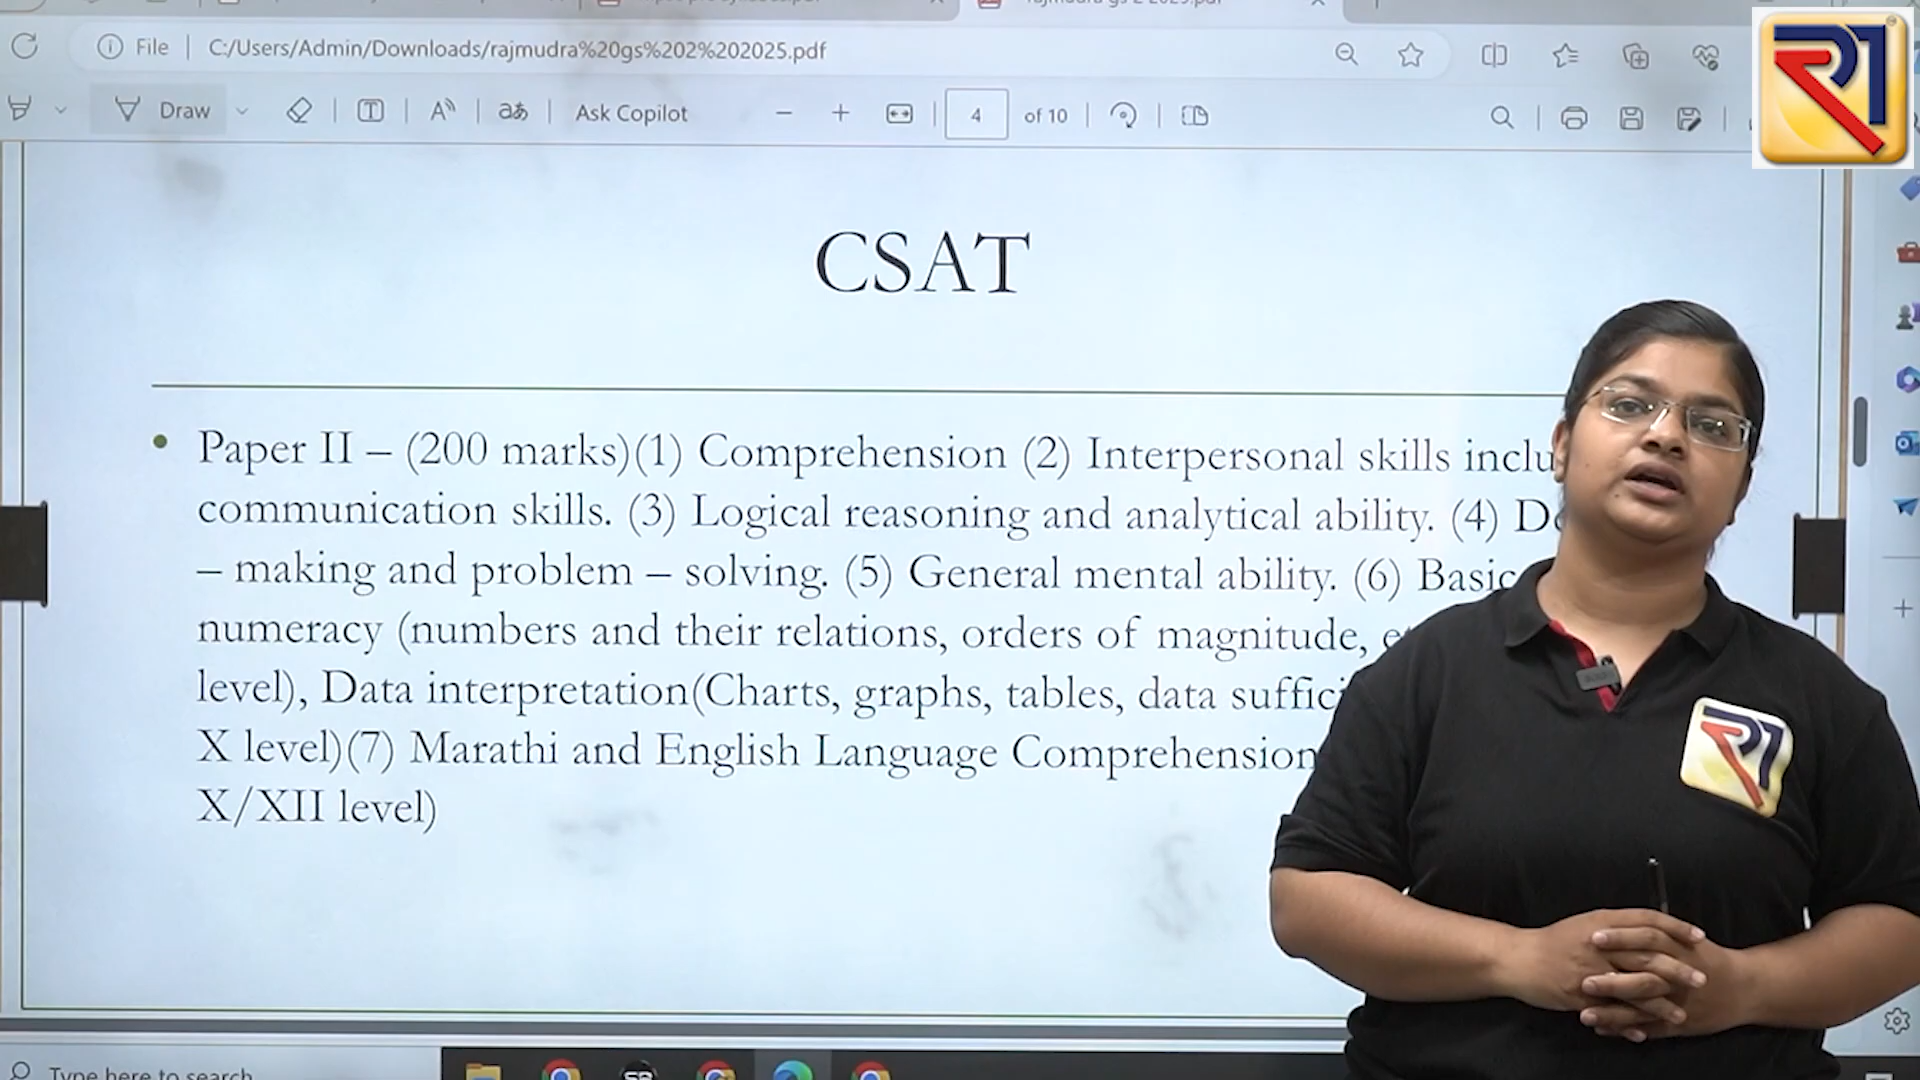 File
C:/Users/Admin/Downloads/rajmudra%20gs%202%202025.pdf
Draw
Ask Copilot
4
of 10
CSAT
Paper II – (200 marks)(1) Comprehension (2) Interpersonal skills inclu
communication skills. (3) Logical reasoning and analytical ability. (4) D
– making and problem – solving. (5) General mental ability. (6) Basic
numeracy (numbers and their relations, orders of magnitude,
level), Data interpretation(Charts, graphs, tables, data suffici
X level)(7) Marathi and English Language Comprehension
X/XII level)
Type here to search